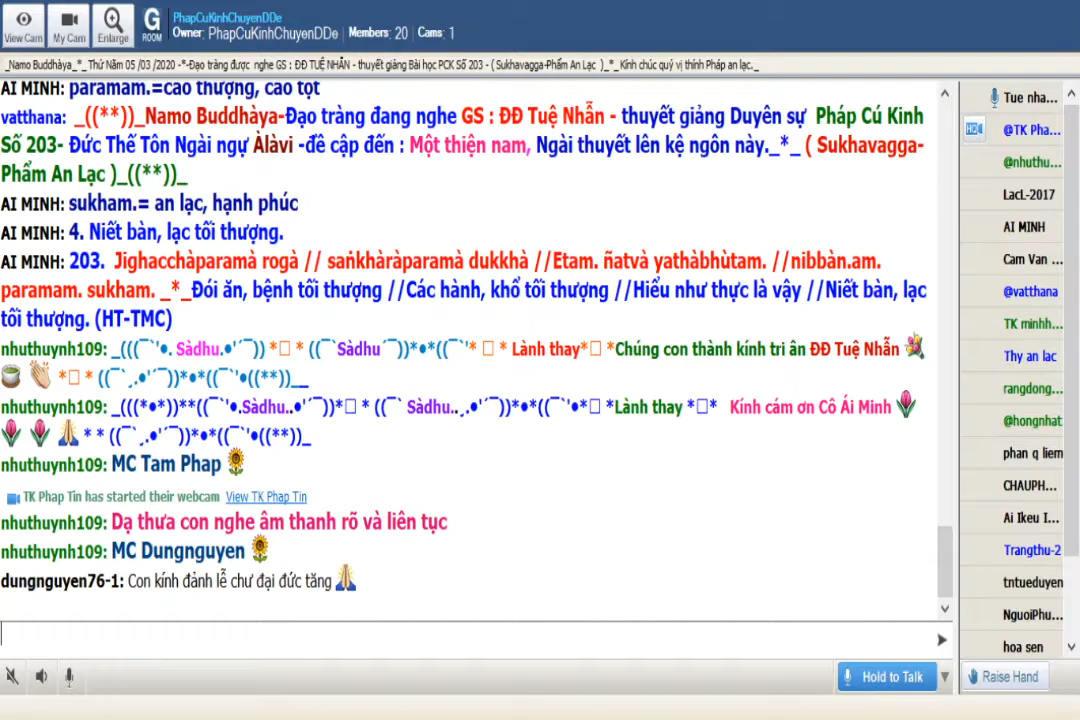 PhapCuKinhChuyenDDe
Owner: PhapCuKinhChuyenDDe Members: 20 Cams: 1
View Cam My Cam Enlarge G ROOM
_Namo Buddhàya_*_ Thứ Năm 05 /03 /2020 -*-Đạo tràng được nghe GS : ĐĐ TUỆ NHẪN - thuyết giảng Bài học PCK Số 203 - ( Sukhavagga-Phẩm An Lạc )_*_Kính chúc quý vị thính Pháp an lạc._
AI MINH: paramam.=cao thượng, cao tột
vatthana: _((**))_Namo Buddhàya-Đạo tràng đang nghe GS : ĐĐ Tuệ Nhẫn - thuyết giảng Duyên sự Pháp Cú Kinh
Số 203- Đức Thế Tôn Ngài ngự Àlàvi -đề cập đến : Một thiện nam, Ngài thuyết lên kệ ngôn này._*_ ( Sukhavagga-
Phẩm An Lạc )_((**))_
AI MINH: sukham.= an lạc, hạnh phúc
AI MINH: 4. Niết bàn, lạc tối thượng.
AI MINH: 203. Jighacchàparamà rogà // saṅkhàràparamà dukkhà //Etam. ñatvà yathàbhùtam. //nibbàn.am.
paramam. sukham. _*_Đói ăn, bệnh tối thượng //Các hành, khổ tối thượng //Hiểu như thực là vậy //Niết bàn, lạc
tối thượng. (HT-TMC)
nhuthuynh109: _(((¯`'•. Sàdhu.•'´¯)) *□ * ((¯`Sàdhu´¯))*•*((¯`'* □ * Lành thay*□ *Chúng con thành kính tri ân ĐĐ Tuệ Nhẫn
*□ * ((¯`¸.•'´¯))*•*((¯`'•((**))__
nhuthuynh109: _(((*•*))**((¯`'•.Sàdhu..•'´¯))*□ * ((¯` Sàdhu..¸.•'´¯))*•*((¯`'•*□ *Lành thay *□* Kính cám ơn Cô Ái Minh
* * ((¯`¸.•'´¯))*•*((¯`'•((**))_
nhuthuynh109: MC Tam Phap
TK Phap Tin has started their webcam View TK Phap Tin
nhuthuynh109: Dạ thưa con nghe âm thanh rõ và liên tục
nhuthuynh109: MC Dungnguyen
dungnguyen76-1: Con kính đảnh lễ chư đại đức tăng
Hold to Talk
Tue nha...
HD @TK Pha...
@nhuthu...
LacL-2017
AI MINH
Cam Van ...
@vatthana
TK minhh...
Thy an lac
rangdong...
@hongnhat
phan q liem
CHAUPH...
Ai Ikeu I...
Trangthu-2
tntueduyen
NguoiPhu...
hoa sen
Raise Hand